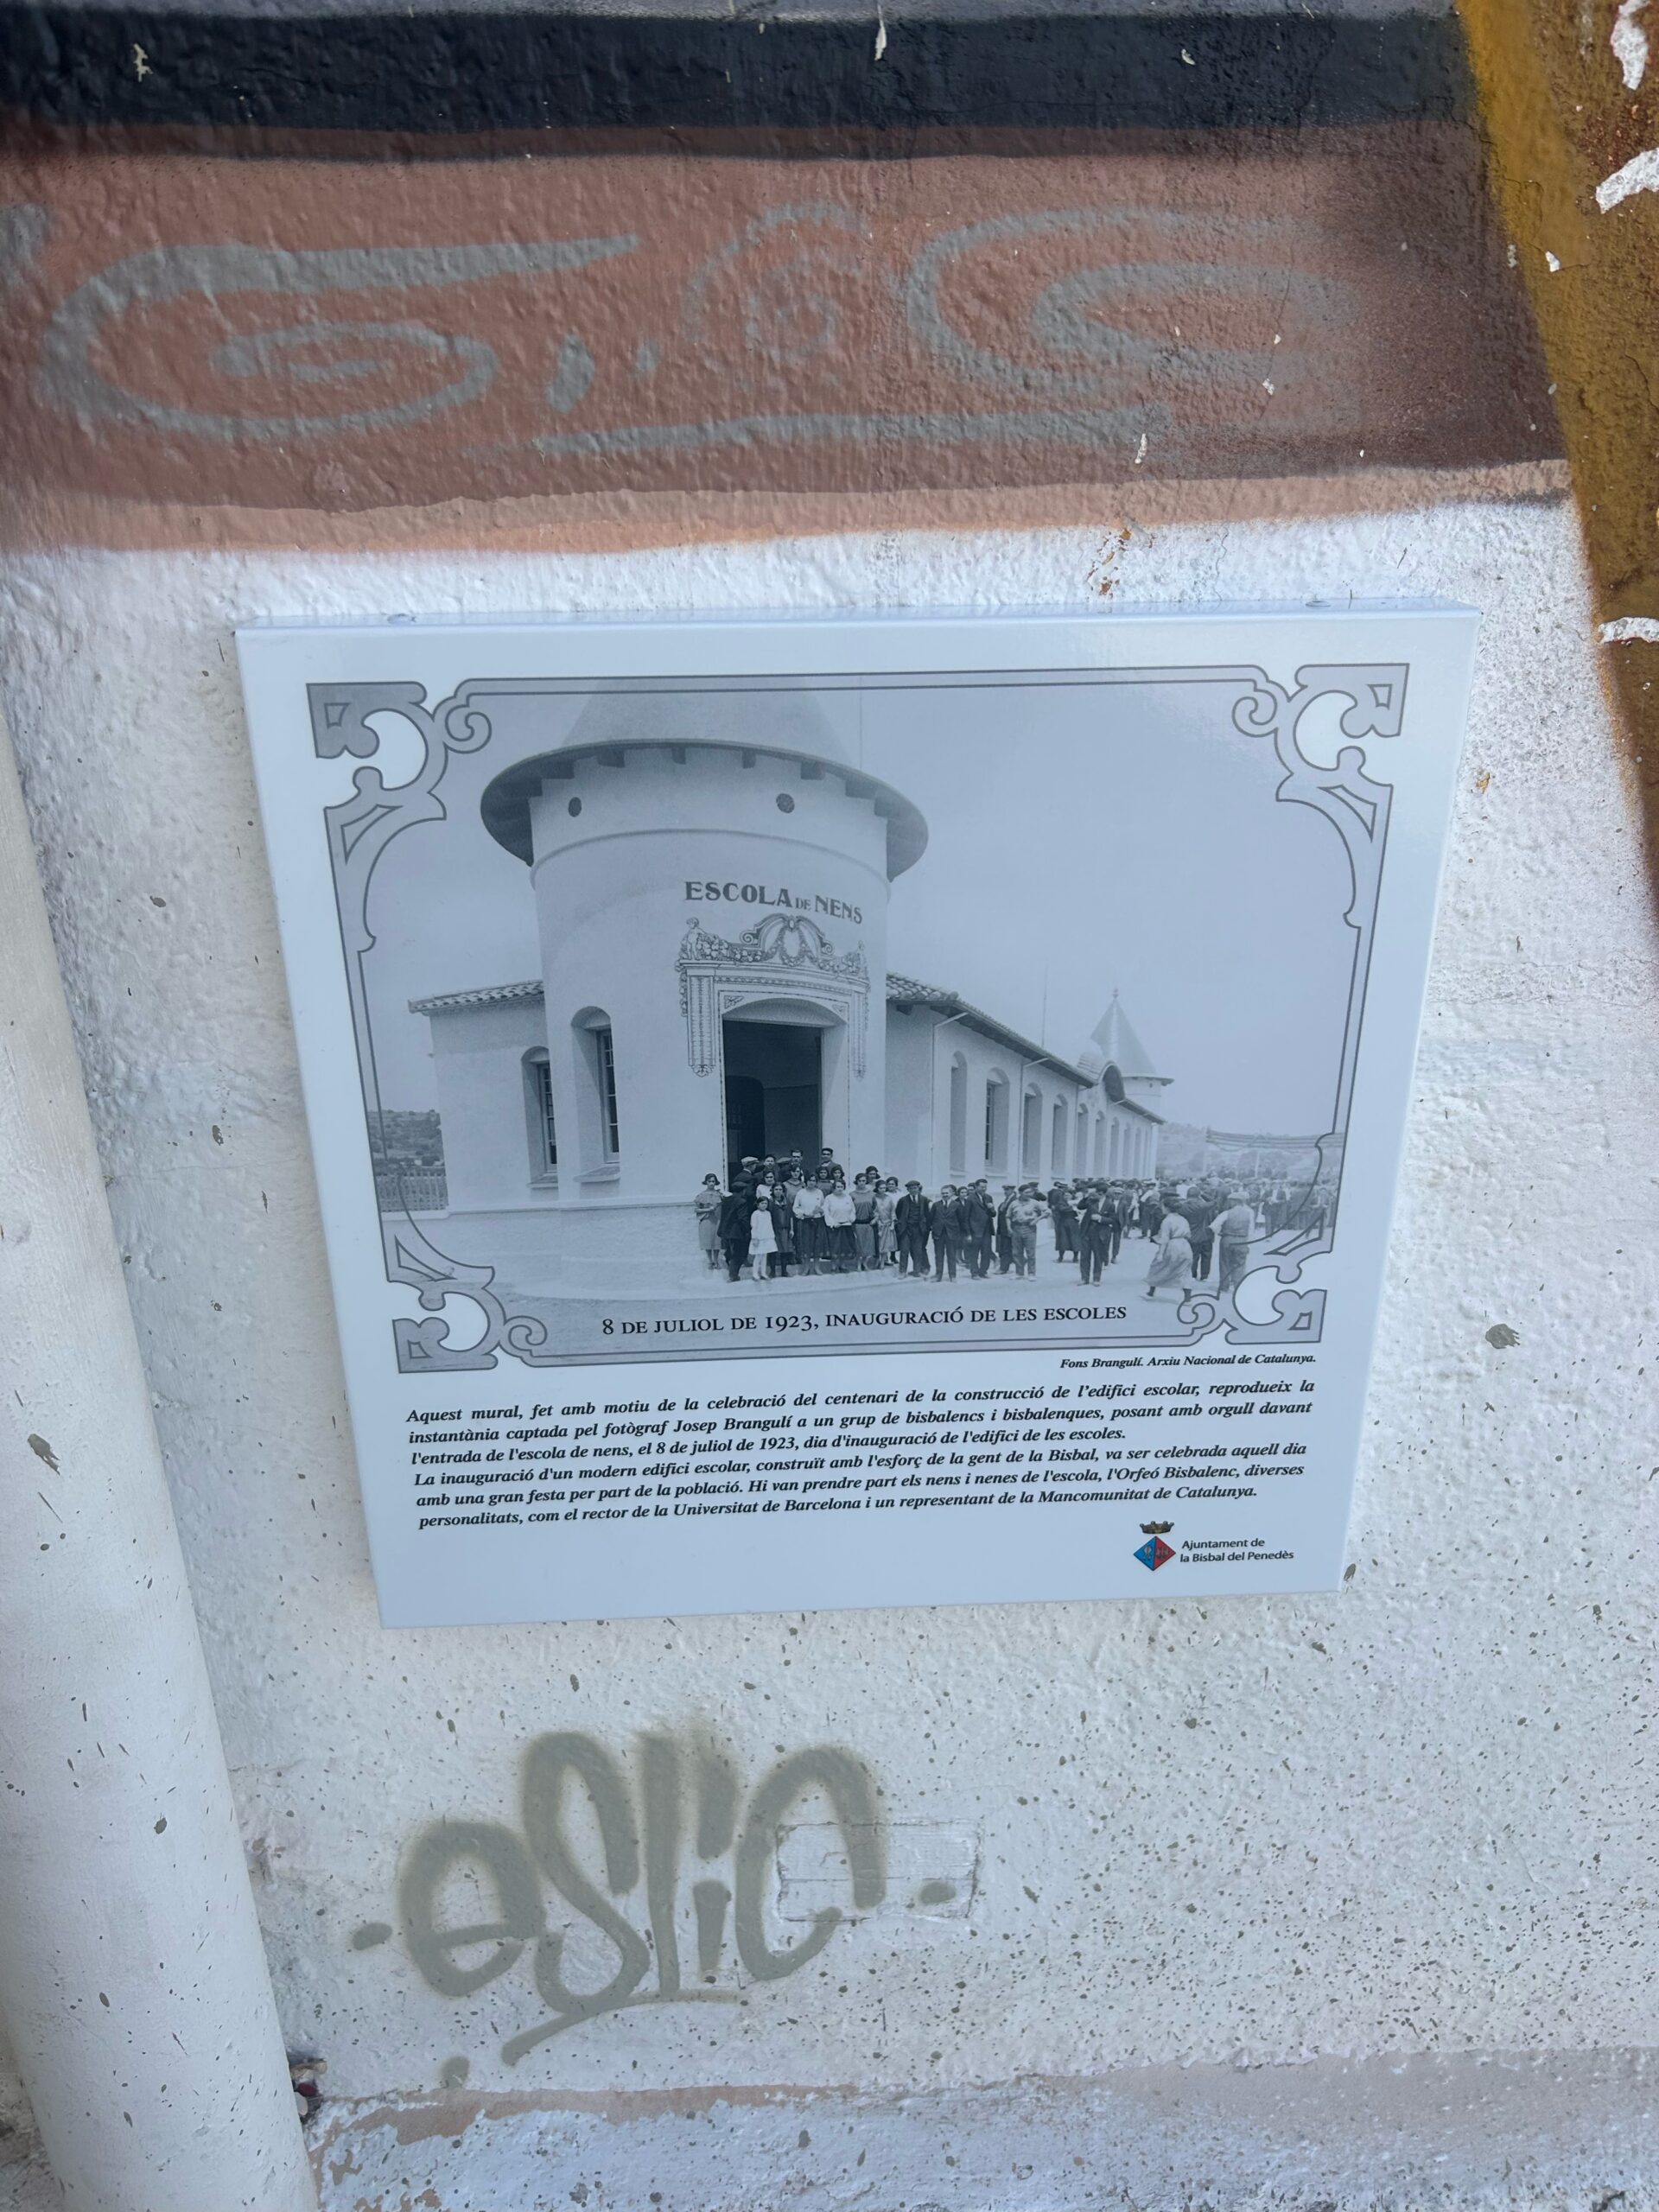 ESCOLA DE NENS
8 DE JULIOL DE 1923, INAUGURACIÓ DE LES ESCOLES
Fons Brangulí. Arxiu Nacional de Catalunya.
Aquest mural, fet amb motiu de la celebració del centenari de la construcció de l'edifici escolar, reprodueix la
instantània captada pel fotògraf Josep Brangulí a un grup de bisbalencs i bisbalenques, posant amb orgull davant
l'entrada de l'escola de nens, el 8 de juliol de 1923, dia d'inauguració de l'edifici de les escoles.
La inauguració d'un modern edifici escolar, construït amb l'esforç de la gent de la Bisbal, va ser celebrada aquell dia
amb una gran festa per part de la població. Hi van prendre part els nens i nenes de l'escola, l'Orfeó Bisbalenc, diverses
personalitats, com el rector de la Universitat de Barcelona i un representant de la Mancomunitat de Catalunya.
Ajuntament de
la Bisbal del Penedès
eslic